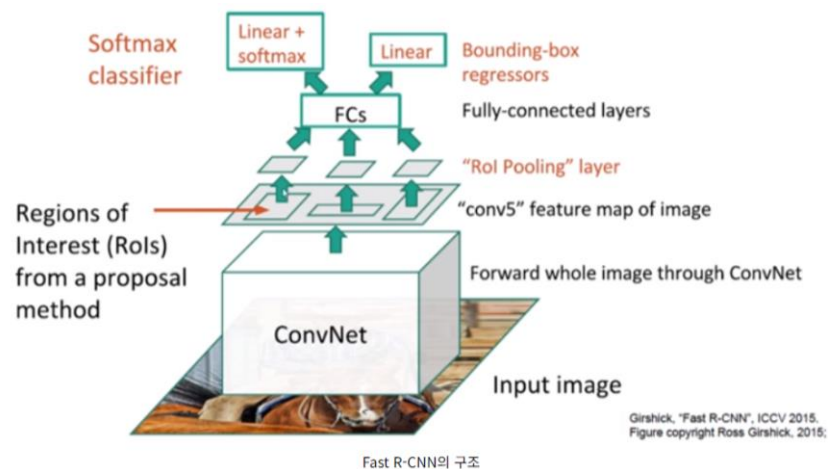 Softmax
classifier
Linear +
softmax
Linear
Bounding-box
regressors
FCs
Fully-connected layers
"RoI Pooling" layer
Regions of
Interest (RoIs)
from a proposal
method
"conv5" feature map of image
Forward whole image through ConvNet
ConvNet
Input image
Girshick, "Fast R-CNN", ICCV 2015.
Figure copyright Ross Girshick, 2015;
Fast R-CNN의 구조